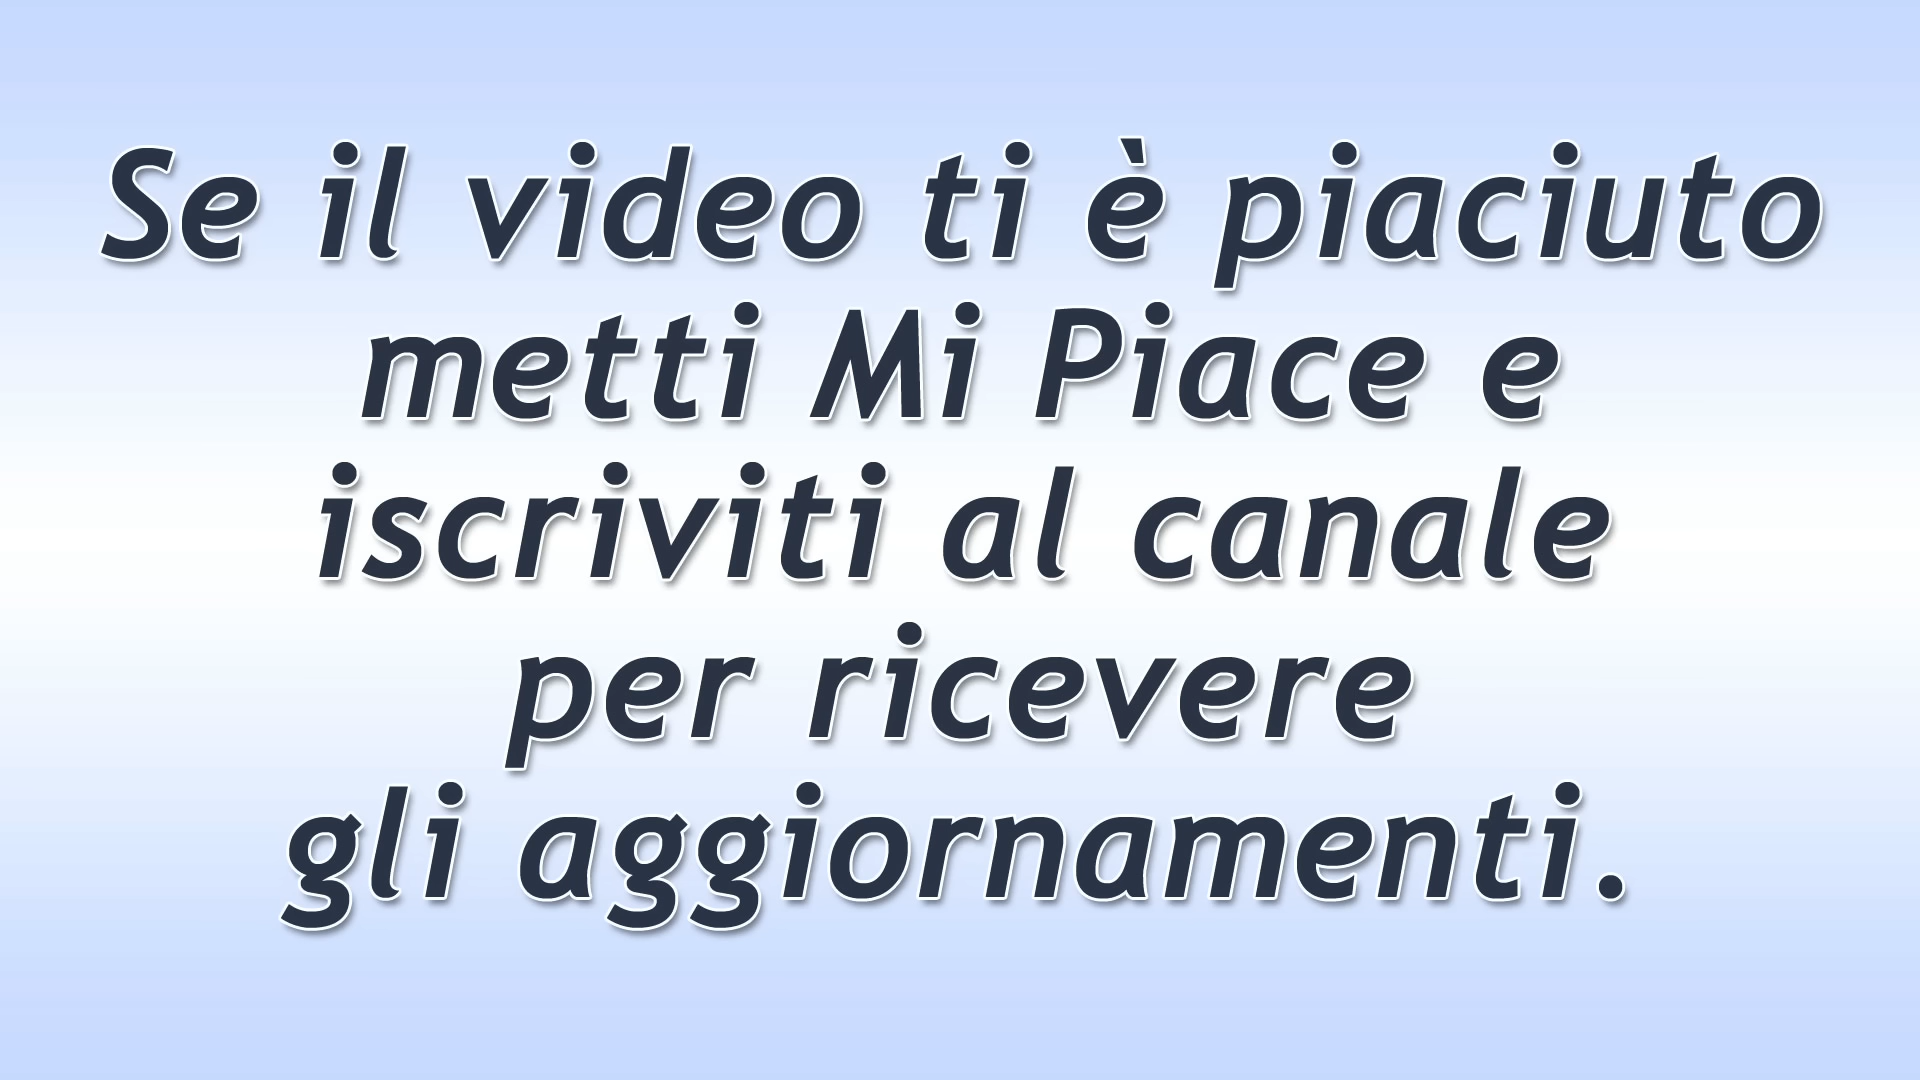 Se il video ti è piaciuto
metti Mi Piace e
iscriviti al canale
per ricevere
gli aggiornamenti.